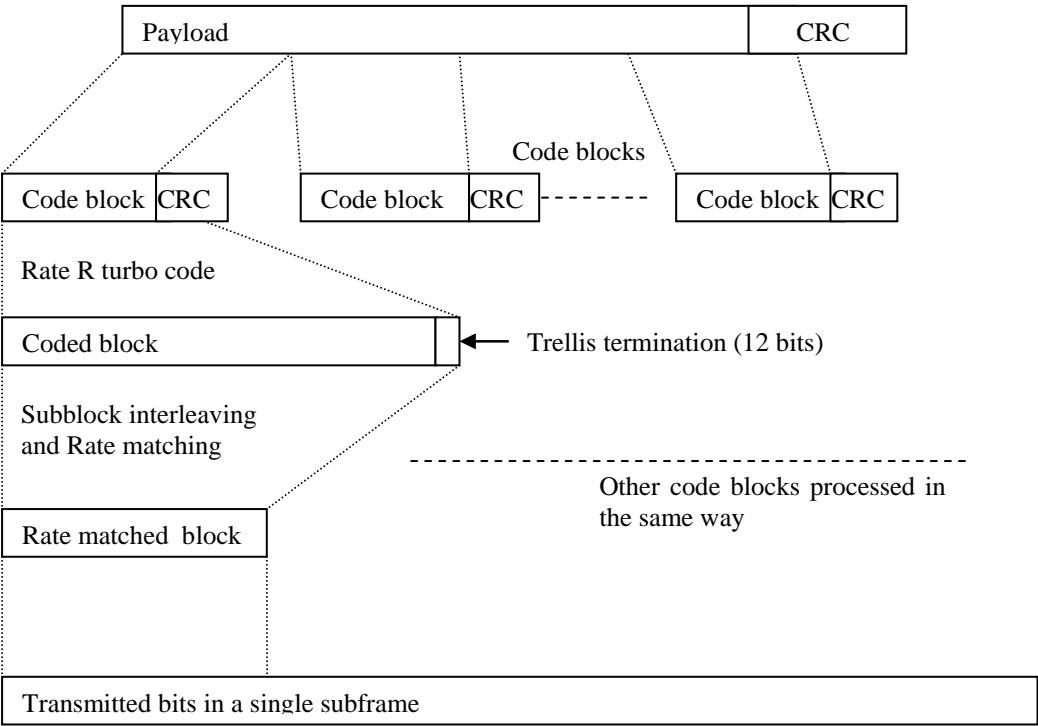 Payload
CRC
Code blocks
Code block CRC
Code block CRC
Code block CRC
Rate R turbo code
Coded block
Trellis termination (12 bits)
Subblock interleaving
and Rate matching
Other code blocks processed in
the same way
Rate matched block
Transmitted bits in a single subframe